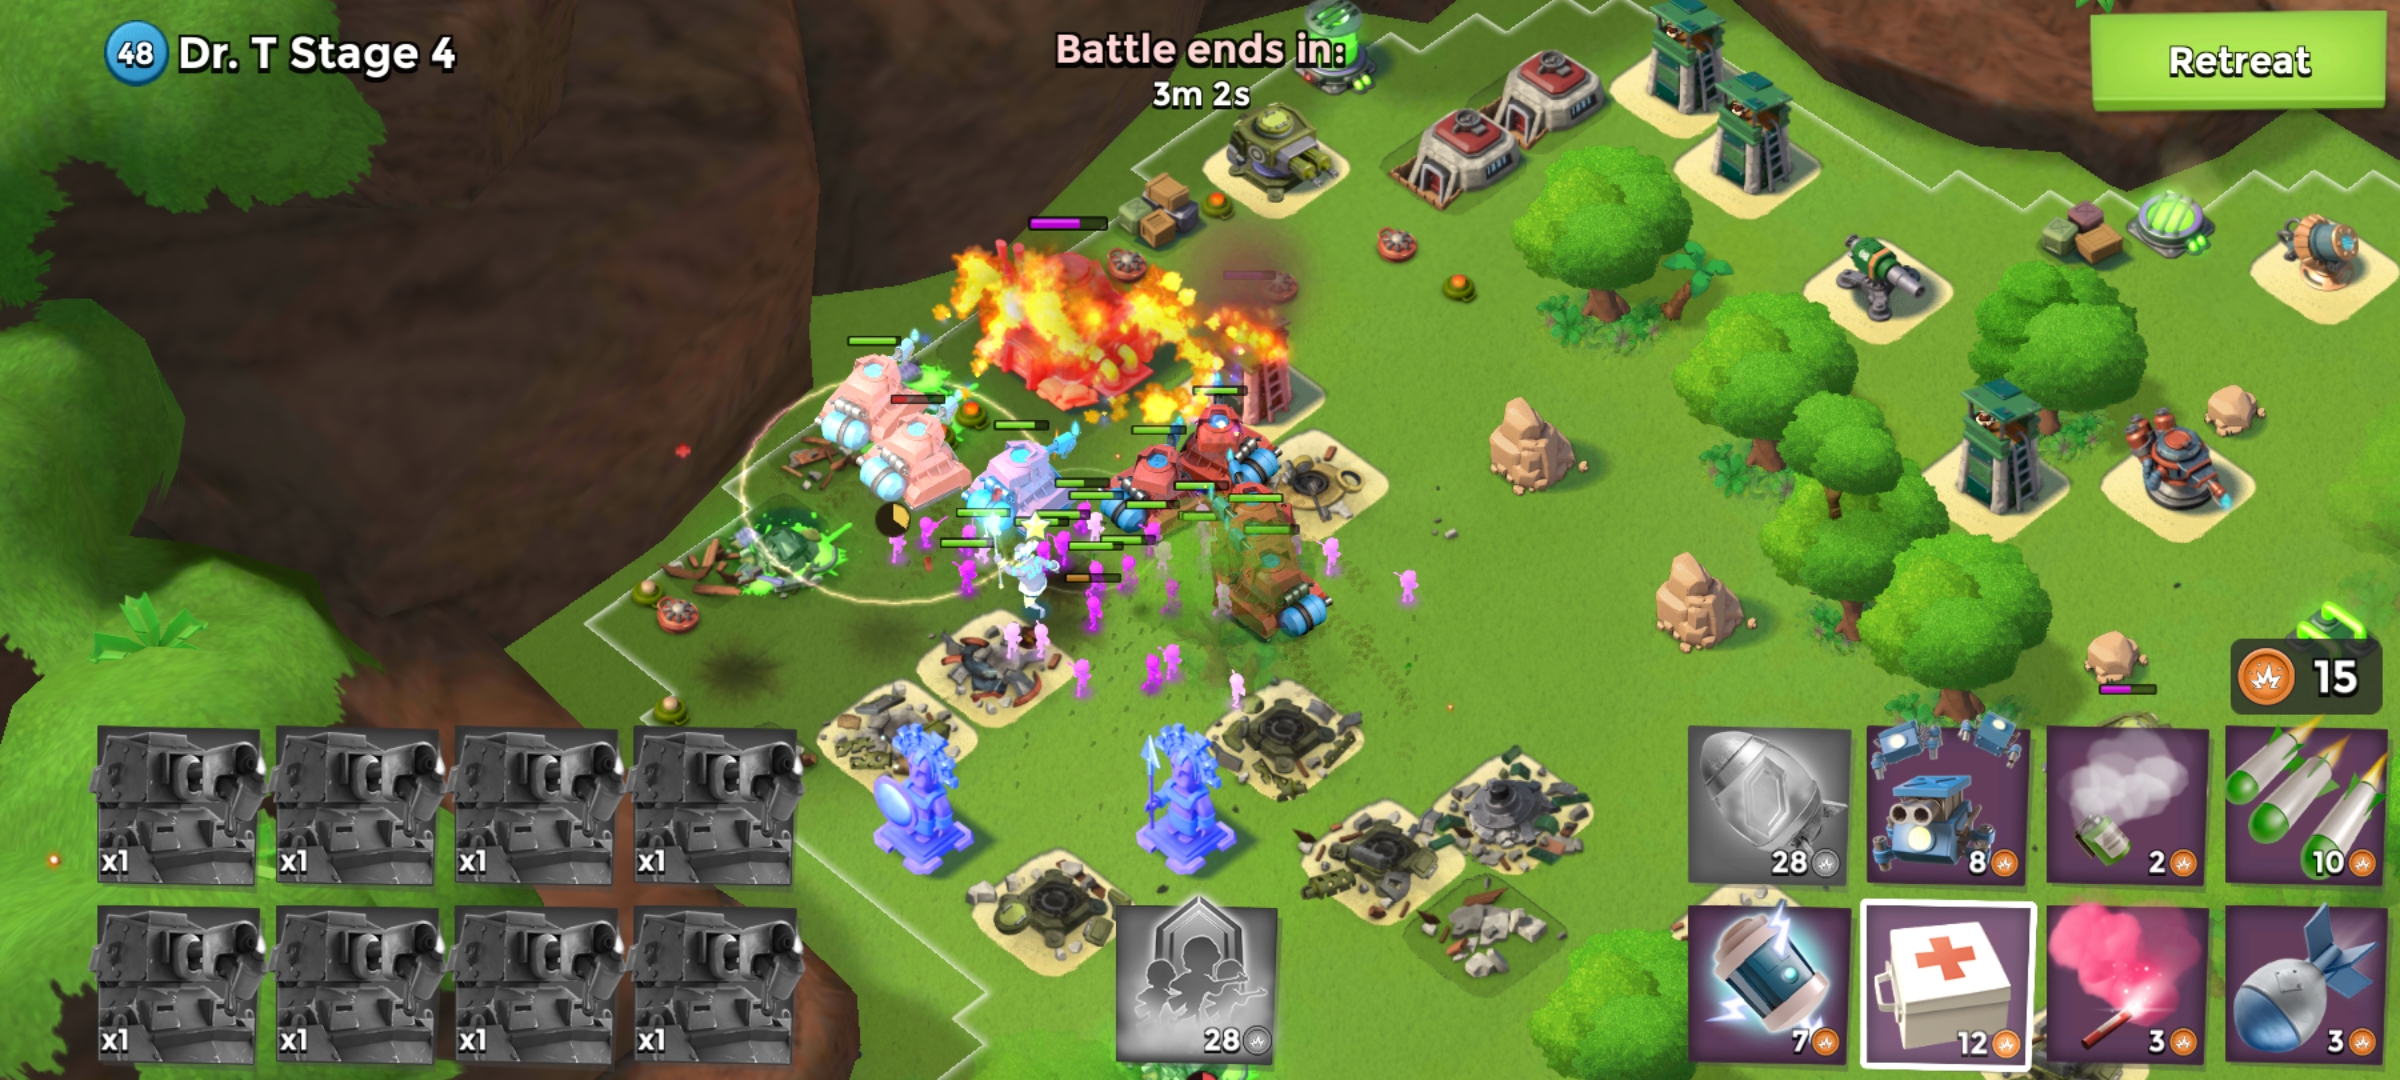 48 Dr. T Stage 4
Battle ends in:
3m 2s
Retreat
15
x1 x1 x1 x1
28 8 2 10
x1 x1 x1 x1
28
7 12 3 3